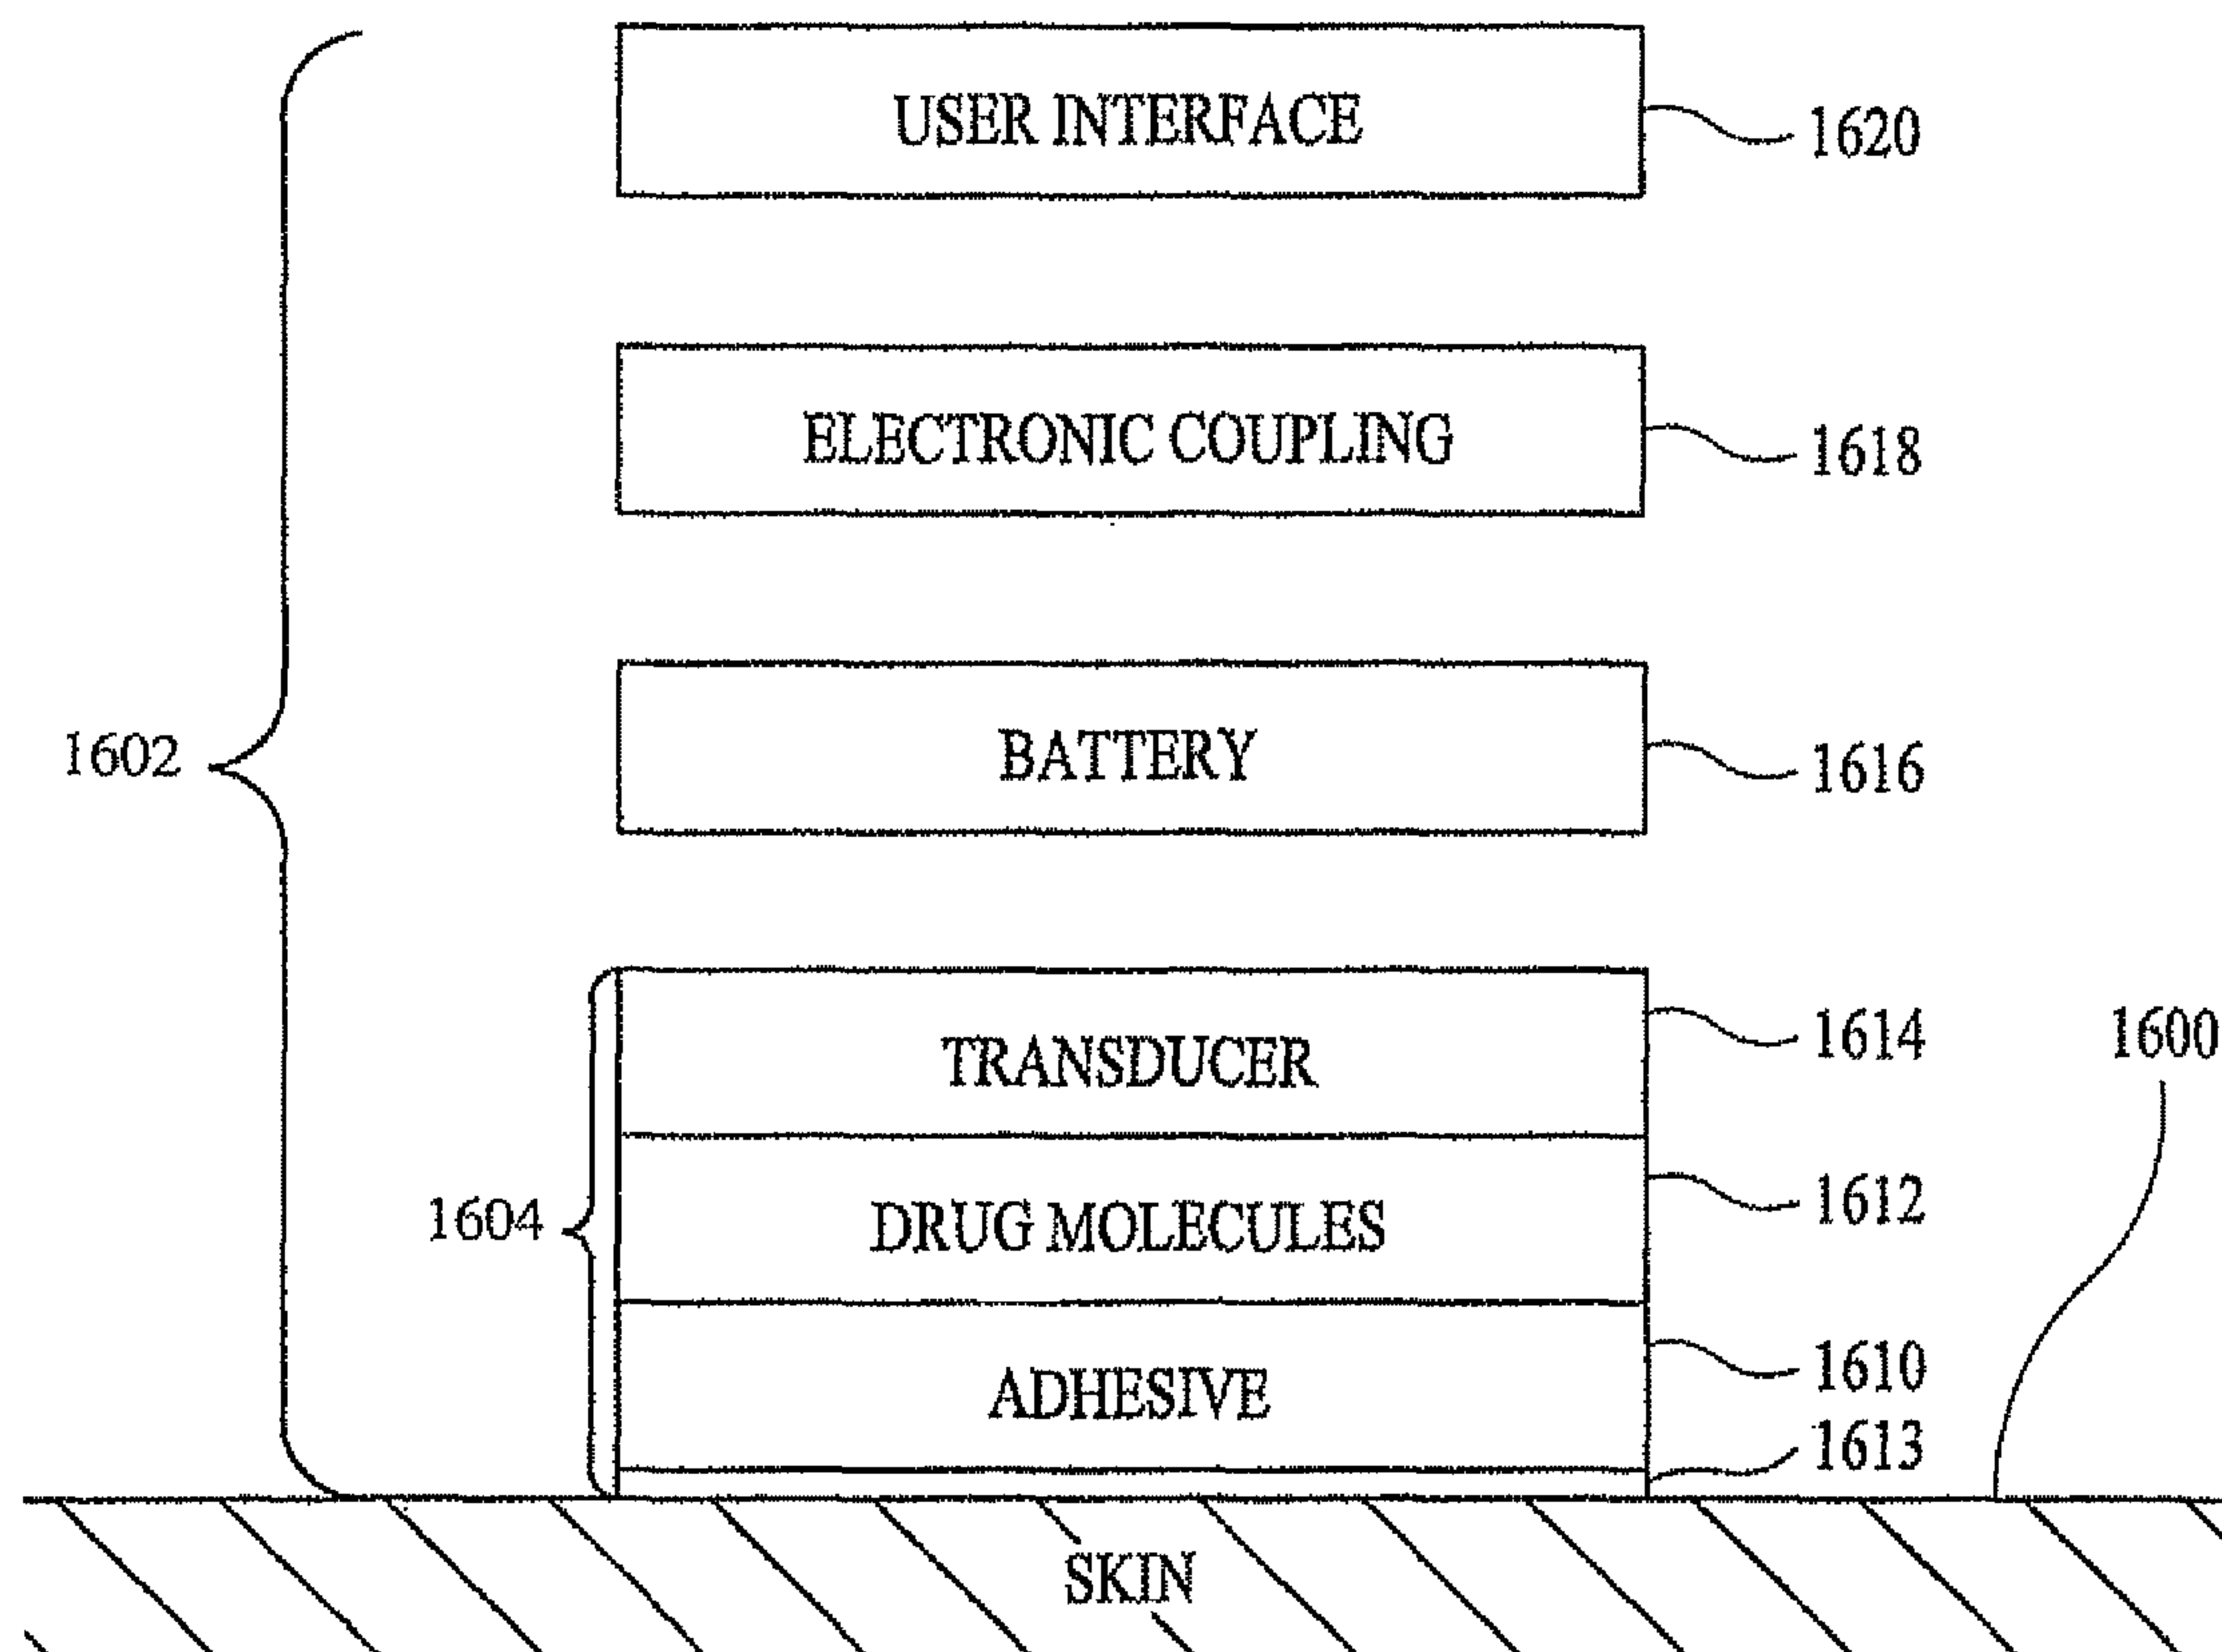 USER INTERFACE
1620
ELECTRONIC COUPLING
1618
1602
BATTERY
1616
TRANSDUCER
1614
1600
1604
DRUG MOLECULES
1612
ADHESIVE
1610
1613
SKIN